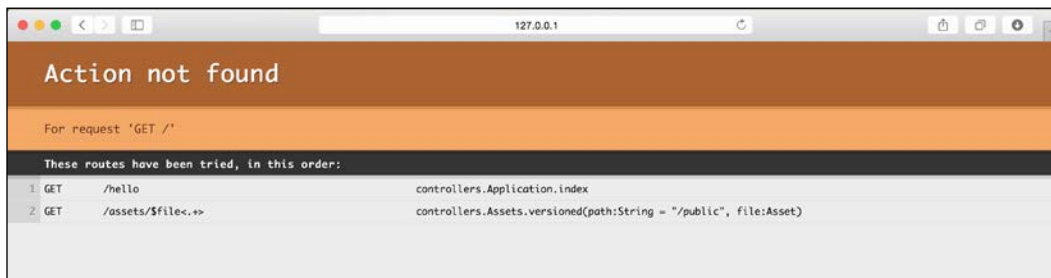 127.0.0.1
Action not found
For request 'GET /'
These routes have been tried, in this order:
1 GET /hello controllers.Application.index
2 GET /assets/$file<.+> controllers.Assets.versioned(path:String = "/public", file:Asset)